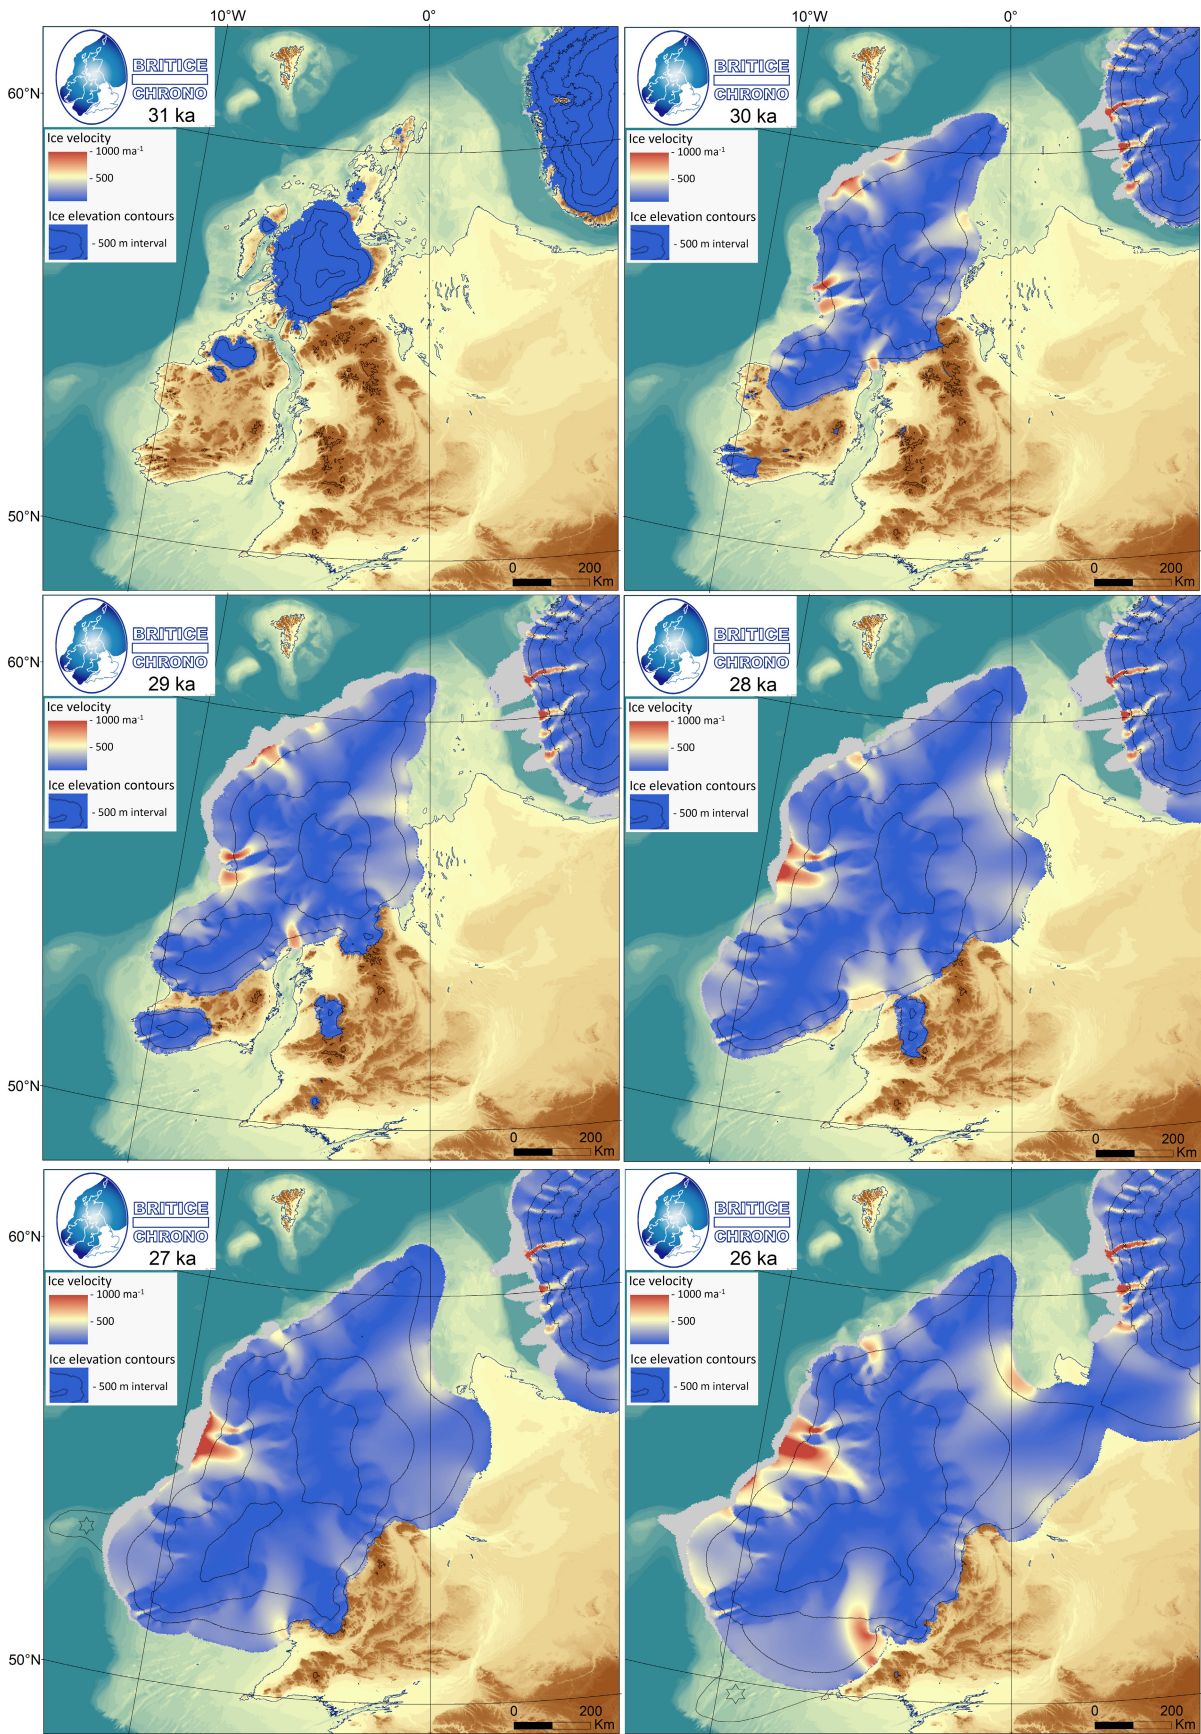 10°W
0°
10°W
0°
60°N
BRITICE
CHRONO
31 ka
Ice velocity
- 1000 ma-1
- 500
Ice elevation contours
- 500 m interval
50°N
0
200
Km
BRITICE
CHRONO
30 ka
Ice velocity
- 1000 ma-1
- 500
Ice elevation contours
- 500 m interval
0
200
Km
60°N
BRITICE
CHRONO
29 ka
Ice velocity
- 1000 ma-1
- 500
Ice elevation contours
- 500 m interval
50°N
0
200
Km
BRITICE
CHRONO
28 ka
Ice velocity
- 1000 ma-1
- 500
Ice elevation contours
- 500 m interval
0
200
Km
10°W
0°
10°W
0°
60°N
BRITICE
CHRONO
27 ka
Ice velocity
- 1000 ma-1
- 500
Ice elevation contours
- 500 m interval
50°N
0
200
Km
BRITICE
CHRONO
26 ka
Ice velocity
- 1000 ma-1
- 500
Ice elevation contours
- 500 m interval
0
200
Km